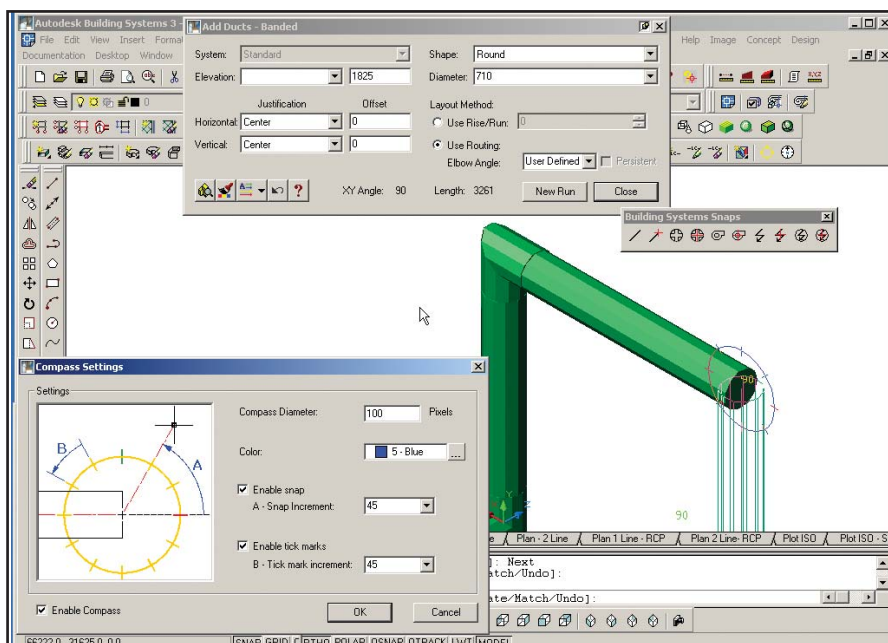 Autodesk Building Systems 3 -
File Edit View Insert
Help Image Concept Design
Documentation Desktop Window
Add Ducts - Banded
System: Standard
Shape: Round
Elevation: 1825
Diameter: 710
Justification Offset
Layout Method:
Horizontal: Center 0
Use Rise/Run: 0
Vertical: Center 0
Use Routing:
Elbow Angle: User Defined Persistent
XY Angle: 90 Length: 3261 New Run Close
Building Systems Snaps
90
90
Y
Compass Settings
Settings
B
A
Compass Diameter: 100 Pixels
Color: 5 - Blue ...
Enable snap
A - Snap Increment: 45
Enable tick marks
B - Tick mark increment: 45
Enable Compass OK Cancel
Plan - 2 Line Plan 1 Line - RCP Plan 2 Line- RCP Plot ISO Plot ISO - S
]: Next
atch/Undo]:
ate/Match/Undo]:
SNAP GRID ORTHO POLAR OSNAP OTRACK LWT MODEL